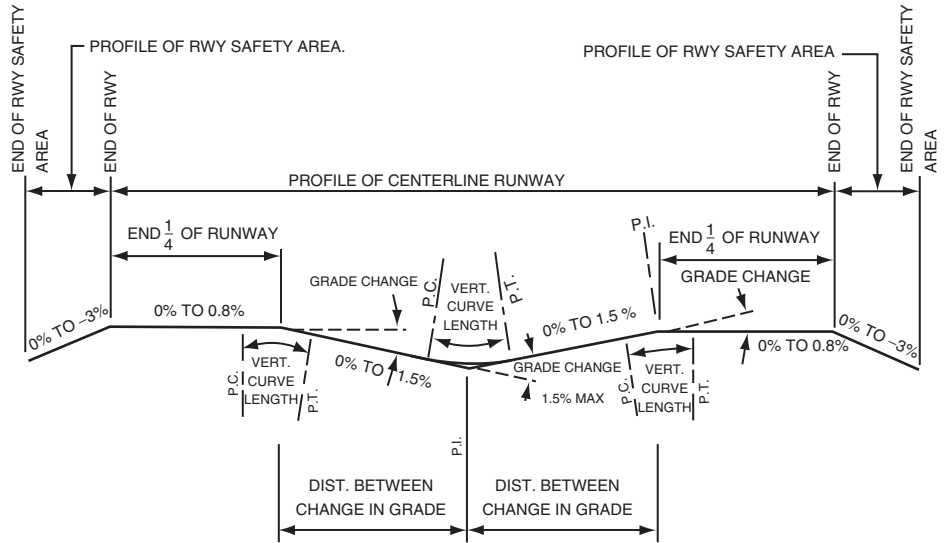 END OF RWY SAFETY
AREA
PROFILE OF RWY SAFETY AREA.
END OF RWY
PROFILE OF RWY SAFETY AREA
END OF RWY
END OF RWY SAFETY
AREA
PROFILE OF CENTERLINE RUNWAY
END 1/4 OF RUNWAY
P.I.
END 1/4 OF RUNWAY
GRADE CHANGE
P.C.
VERT.
CURVE
LENGTH
P.T.
GRADE CHANGE
0% TO –3%
0% TO 0.8%
0% TO 1.5 %
0% TO 0.8%
0% TO –3%
P.C.
VERT.
CURVE
LENGTH
P.T.
0% TO 1.5%
GRADE CHANGE
1.5% MAX
P.C.
VERT.
CURVE
LENGTH
P.T.
P.I.
DIST. BETWEEN
CHANGE IN GRADE
DIST. BETWEEN
CHANGE IN GRADE